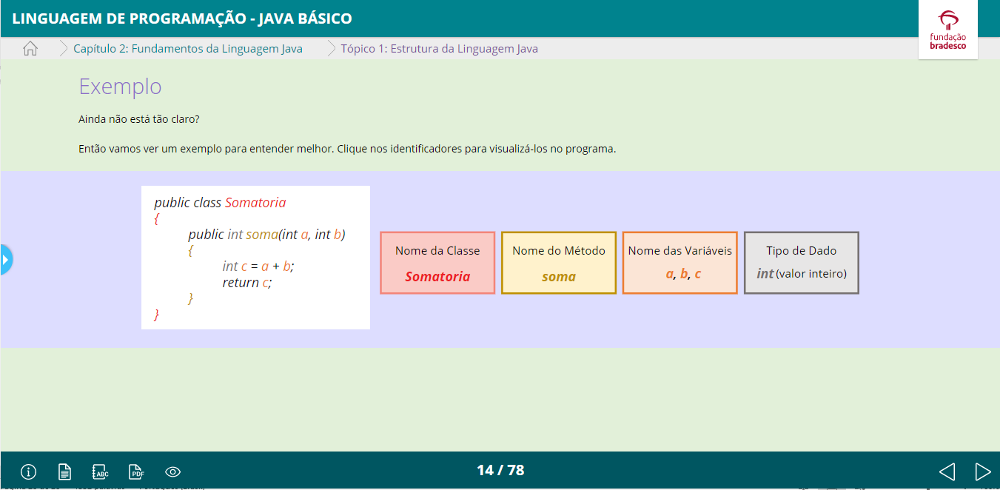 LINGUAGEM DE PROGRAMAÇÃO - JAVA BÁSICO
fundação
bradesco
Capítulo 2: Fundamentos da Linguagem Java
Tópico 1: Estrutura da Linguagem Java
Exemplo
Ainda não está tão claro?
Então vamos ver um exemplo para entender melhor. Clique nos identificadores para visualizá-los no programa.
public class Somatoria
{
public int soma(int a, int b)
{
int c = a + b;
return c;
}
}
Nome da Classe
Somatoria
Nome do Método
soma
Nome das Variáveis
a, b, c
Tipo de Dado
int (valor inteiro)
ABC
PDF
14 / 78